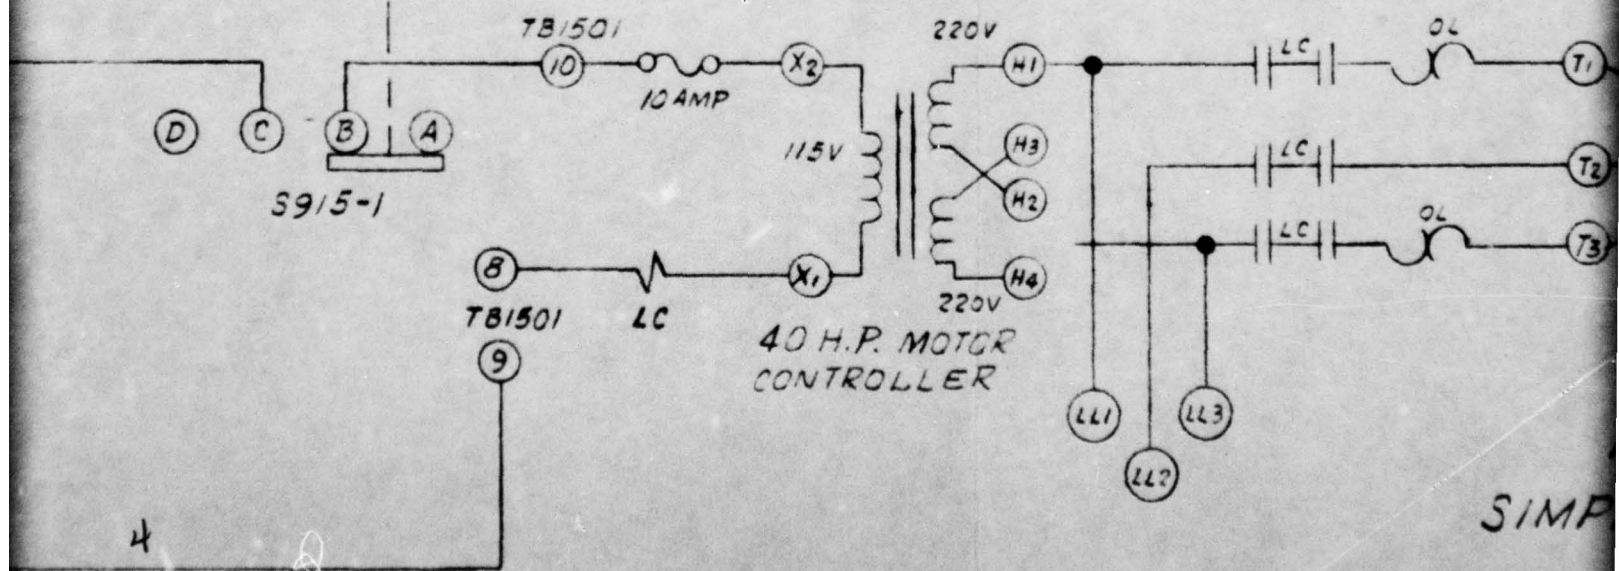 TB1501
10
10 AMP
X2
220V
H1
LC
OL
T1
D
C
B
A
S915-1
115V
H3
H2
LC
T2
8
TB1501
LC
X1
H4
220V
LC
OL
T3
9
40 H.P. MOTOR
CONTROLLER
LL1
LL3
LL2
4
SIMP